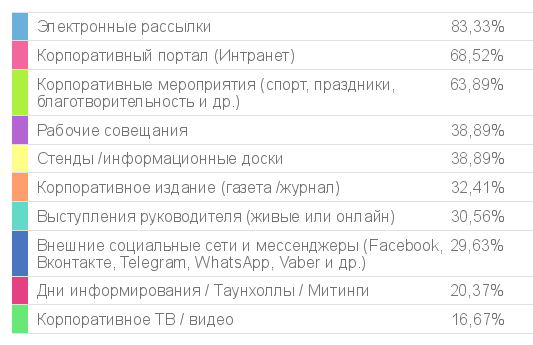 Электронные рассылки 83,33%
Корпоративный портал (Интранет) 68,52%
Корпоративные мероприятия (спорт, праздники, 63,89%
благотворительность и др.)
Рабочие совещания 38,89%
Стенды /информационные доски 38,89%
Корпоративное издание (газета /журнал) 32,41%
Выступления руководителя (живые или онлайн) 30,56%
Внешние социальные сети и мессенджеры (Facebook, 29,63%
Вконтакте, Telegram, WhatsApp, Vaber и др.)
Дни информирования / Таунхоллы / Митинги 20,37%
Корпоративное ТВ / видео 16,67%